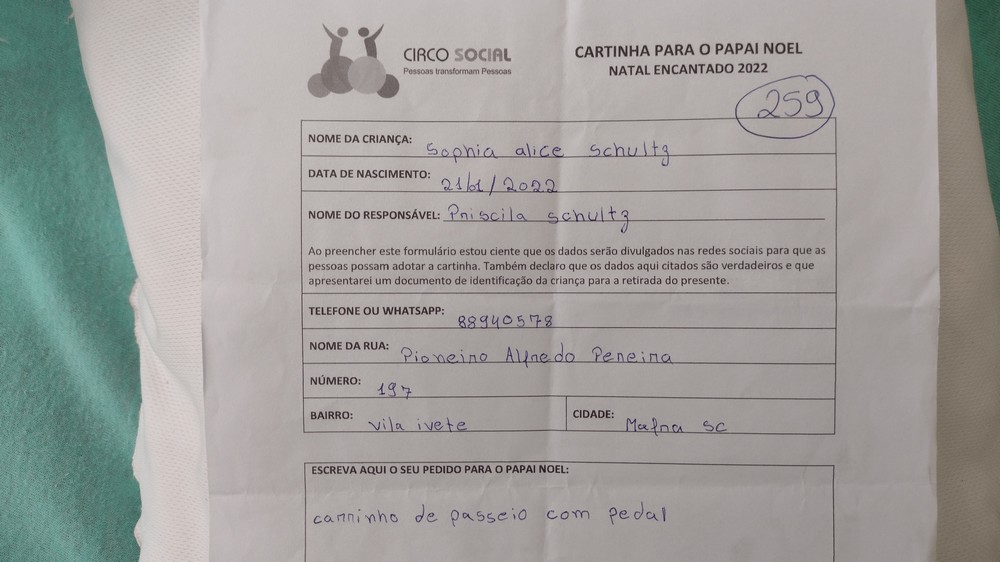 CIRCO SOCIAL
Pessoas transformam Pessoas
CARTINHA PARA O PAPAI NOEL
NATAL ENCANTADO 2022
259
NOME DA CRIANÇA: Sophia alice schultz
DATA DE NASCIMENTO: 21/01/2022
NOME DO RESPONSÁVEL: Priscila schultz
Ao preencher este formulário estou ciente que os dados serão divulgados nas redes sociais para que as
pessoas possam adotar a cartinha. Também declaro que os dados aqui citados são verdadeiros e que
apresentarei um documento de identificação da criança para a retirada do presente.
TELEFONE OU WHATSAPP: 88940578
NOME DA RUA: Pioneiro Alfredo Pereira
NÚMERO: 197
BAIRRO: vila ivete CIDADE: Mafra SC
ESCREVA AQUI O SEU PEDIDO PARA O PAPAI NOEL:
carrinho de passeio com pedal